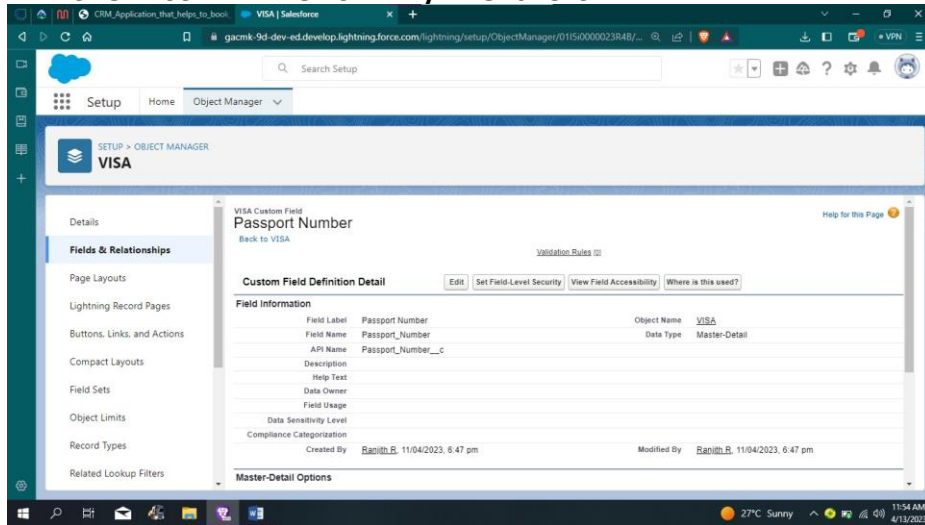 CRM_Application_that_helps_to_book
VISA | Salesforce
gacmk-9d-dev-ed.develop.lightning.force.com/lightning/setup/ObjectManager/01I5i0000023R4B/...
VPN
Search Setup
Setup
Home
Object Manager
SETUP > OBJECT MANAGER
VISA
Details
Fields & Relationships
Page Layouts
Lightning Record Pages
Buttons, Links, and Actions
Compact Layouts
Field Sets
Object Limits
Record Types
Related Lookup Filters
VISA Custom Field
Passport Number
Help for this Page
Back to VISA
Validation Rules
Custom Field Definition Detail
Edit
Set Field-Level Security
View Field Accessibility
Where is this used?
Field Information
Field Label Passport Number Object Name VISA
Field Name Passport_Number Data Type Master-Detail
API Name Passport_Number__c
Description
Help Text
Data Owner
Field Usage
Data Sensitivity Level
Compliance Categorization
Created By Ranjith R, 11/04/2023, 6:47 pm Modified By Ranjith R, 11/04/2023, 6:47 pm
Master-Detail Options
27°C Sunny
11:54 AM
4/13/2023